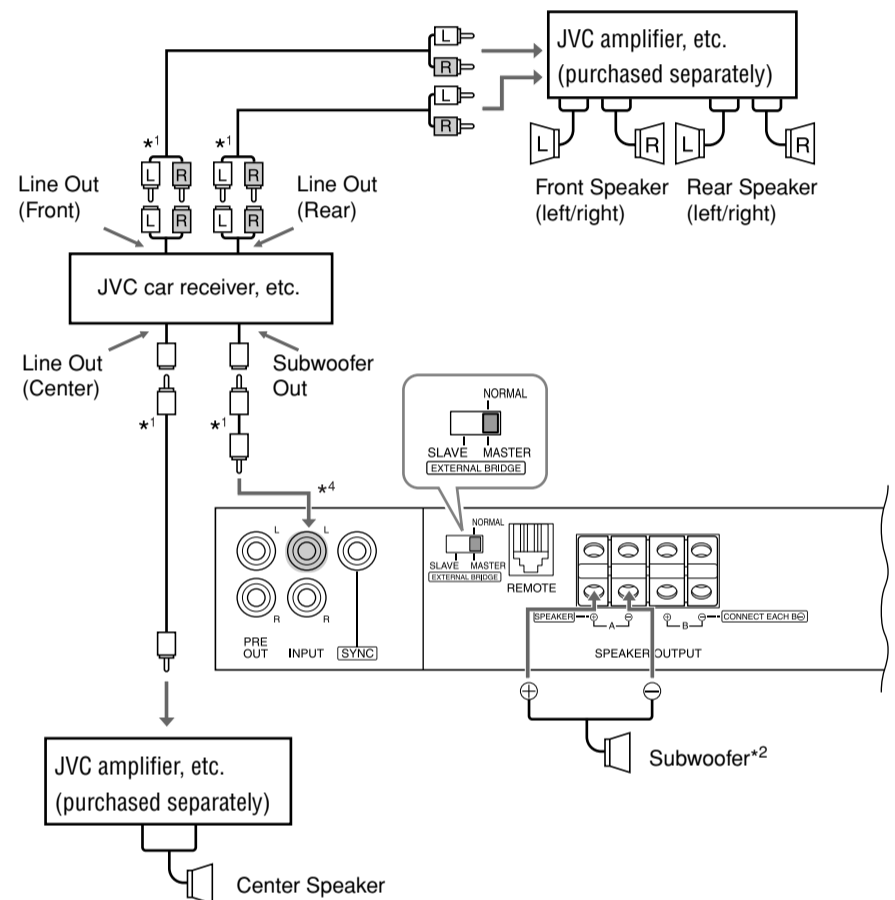 L
R
JVC amplifier, etc.
(purchased separately)
L
R
*1
*1
L R
L R
L
R
L
R
Line Out
(Front)
Line Out
(Rear)
Front Speaker
(left/right)
Rear Speaker
(left/right)
L R
L R
JVC car receiver, etc.
Line Out
(Center)
Subwoofer
Out
NORMAL
*1
*1
SLAVE MASTER
EXTERNAL BRIDGE
*4
L
L
NORMAL
SLAVE MASTER
EXTERNAL BRIDGE
REMOTE
R
R
SPEAKER ⊕ A ⊖ ⊕ B ⊖ CONNECT EACH B⊖
PRE
OUT
INPUT
SYNC
SPEAKER OUTPUT
⊕ ⊖
Subwoofer*2
JVC amplifier, etc.
(purchased separately)
Center Speaker